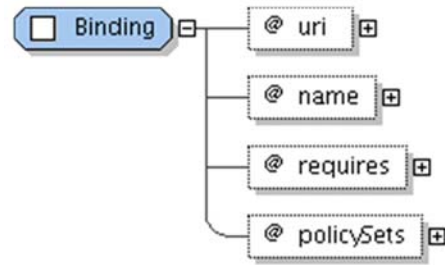 Binding
@ uri
@ name
@ requires
@ policySets